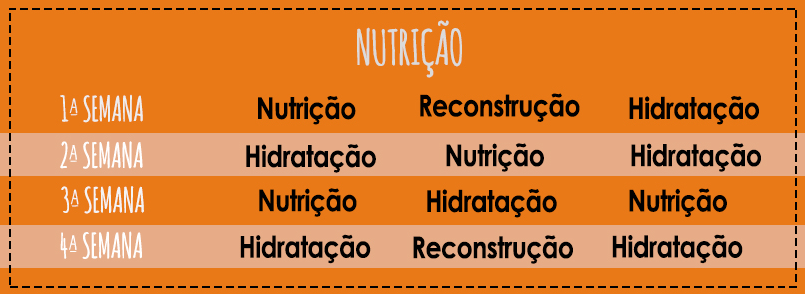 NUTRIÇÃO
1ª SEMANA Nutrição Reconstrução Hidratação
2ª SEMANA Hidratação Nutrição Hidratação
3ª SEMANA Nutrição Hidratação Nutrição
4ª SEMANA Hidratação Reconstrução Hidratação